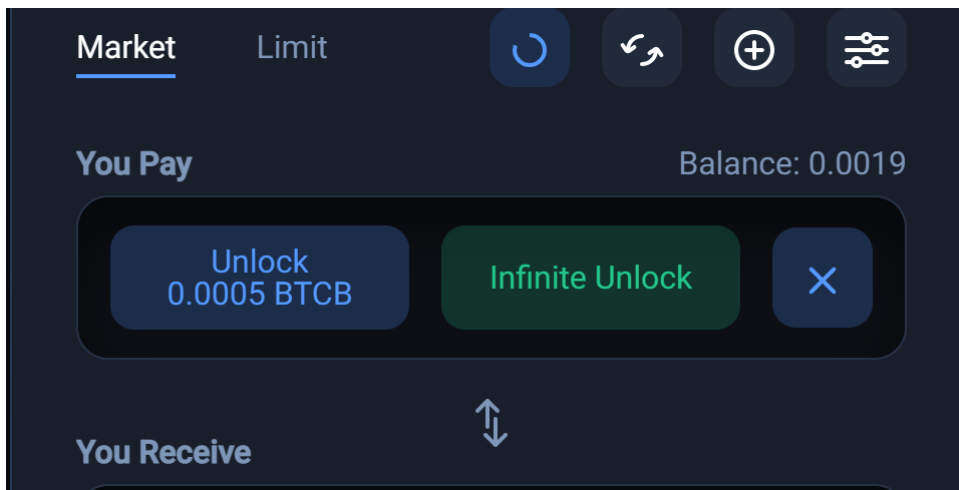 Market Limit
You Pay Balance: 0.0019
Unlock
0.0005 BTCB
Infinite Unlock
You Receive